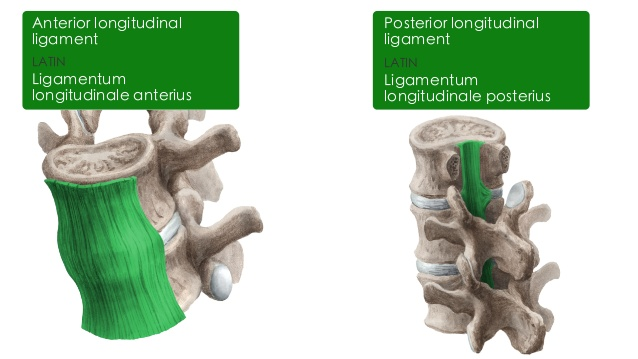 Anterior longitudinal
ligament
LATIN
Ligamentum
longitudinale anterius
Posterior longitudinal
ligament
LATIN
Ligamentum
longitudinale posterius